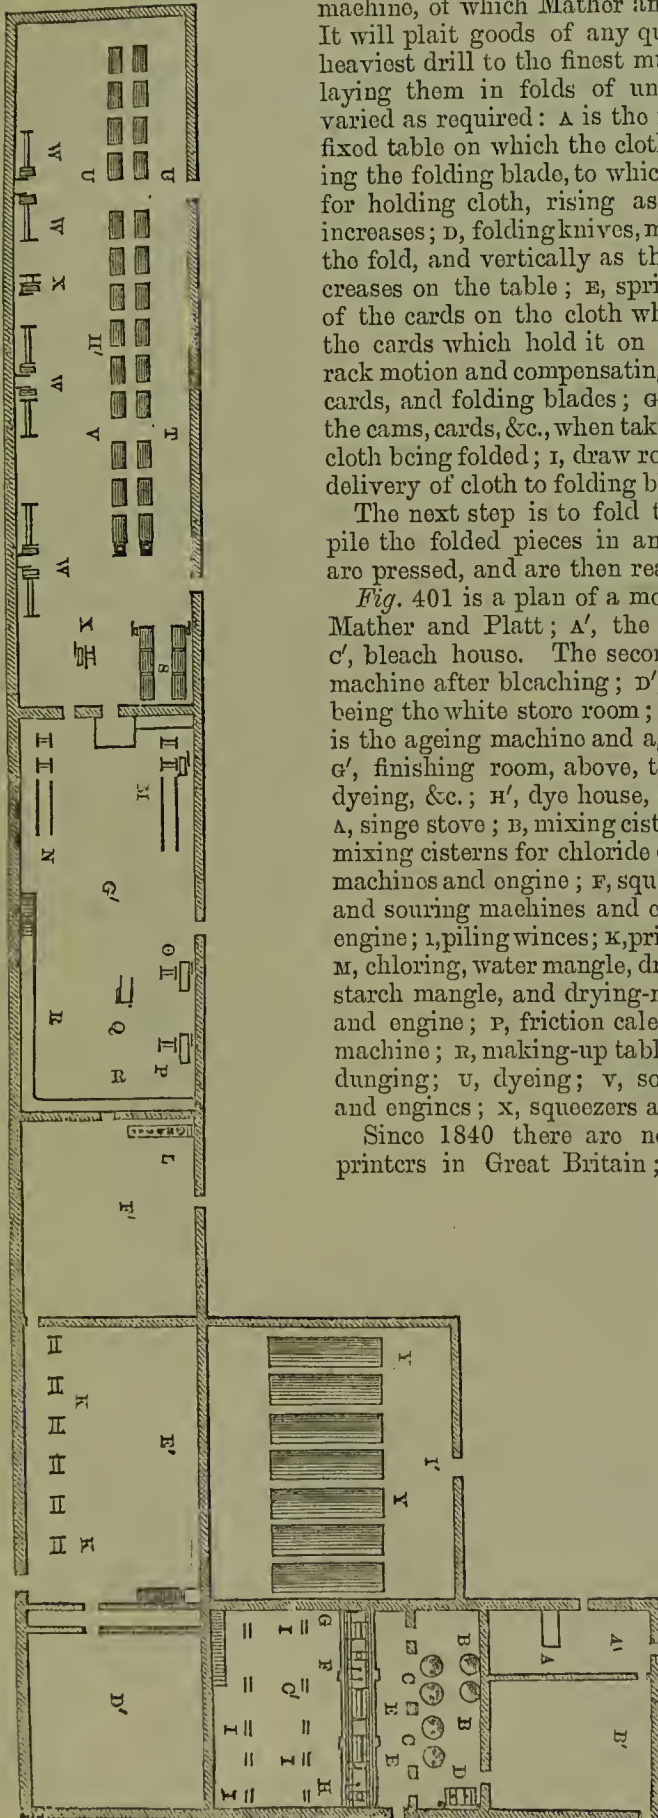 machine, of which Mather an
It will plait goods of any qu
heaviest drill to the finest mu
laying them in folds of un
varied as required: A is the
fixed table on which the clot
ing the folding blade, to whic
for holding cloth, rising as
increases; D, folding knives, m
the fold, and vertically as th
creases on the table; E, spri
of the cards on the cloth wh
the cards which hold it on
rack motion and compensating
cards, and folding blades; G
the cams, cards, &c., when tak
cloth being folded; I, draw ro
delivery of cloth to folding b
The next step is to fold t
pile the folded pieces in an
are pressed, and are then rea
Fig. 401 is a plan of a mo
Mather and Platt; A', the
C', bleach house. The secon
machine after bleaching; D'
being the white store room;
is the ageing machine and a
G', finishing room, above, t
dyeing, &c.; H', dye house,
A, singe stove; B, mixing cist
mixing cisterns for chloride
machines and engine; F, squ
and souring machines and
engine; I, piling winces; K, pri
M, chloring, water mangle, dr
starch mangle, and drying-
and engine; P, friction cale
machine; R, making-up tabl
dunging; U, dyeing; V, so
and engines; X, squeezers a
Since 1840 there are no
printers in Great Britain;
W U U
W
X H'
W V T
W
X S
N M
G'
O
R Q R P
L
F'
K E'
K
Y
I'
Y
D'
G F I C' I I I I H
B C B C E E D
A' A
B'